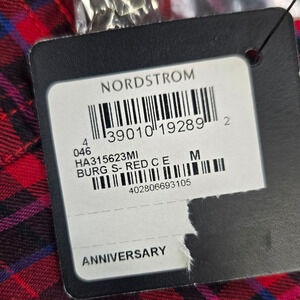 NORDSTROM
4 39010 19289 2
046
HA315623MI
BURG S- RED C E M
402806693105
ANNIVERSARY